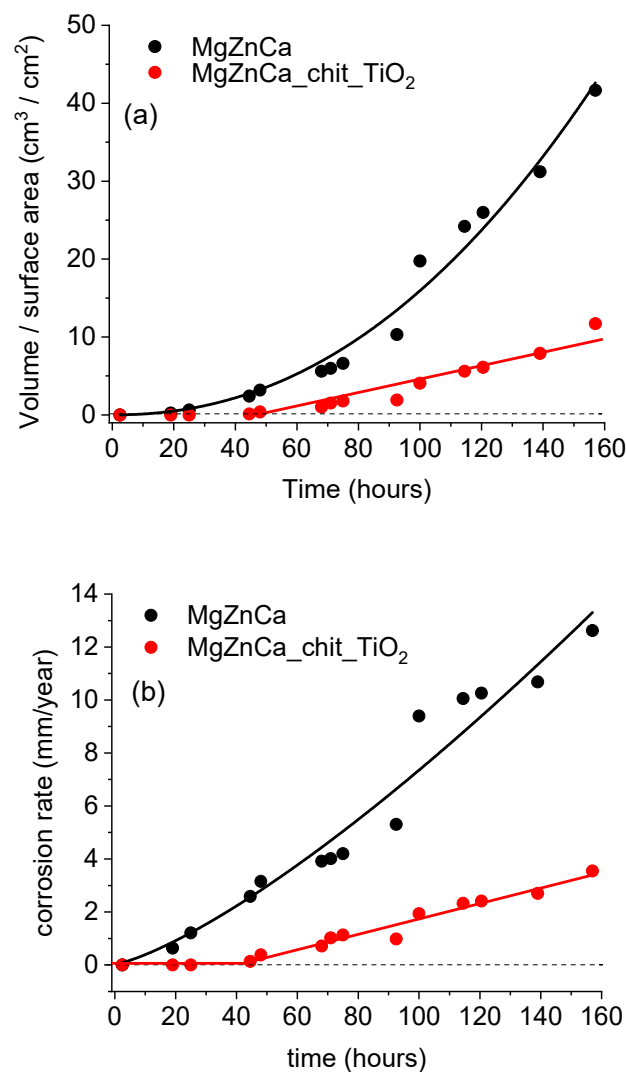 50
40
30
20
10
0
Volume / surface area (cm³ / cm²)
MgZnCa
MgZnCa_chit_TiO₂
(a)
0 20 40 60 80 100 120 140 160
Time (hours)
14
12
10
8
6
4
2
0
corrosion rate (mm/year)
MgZnCa
MgZnCa_chit_TiO₂
(b)
0 20 40 60 80 100 120 140 160
time (hours)